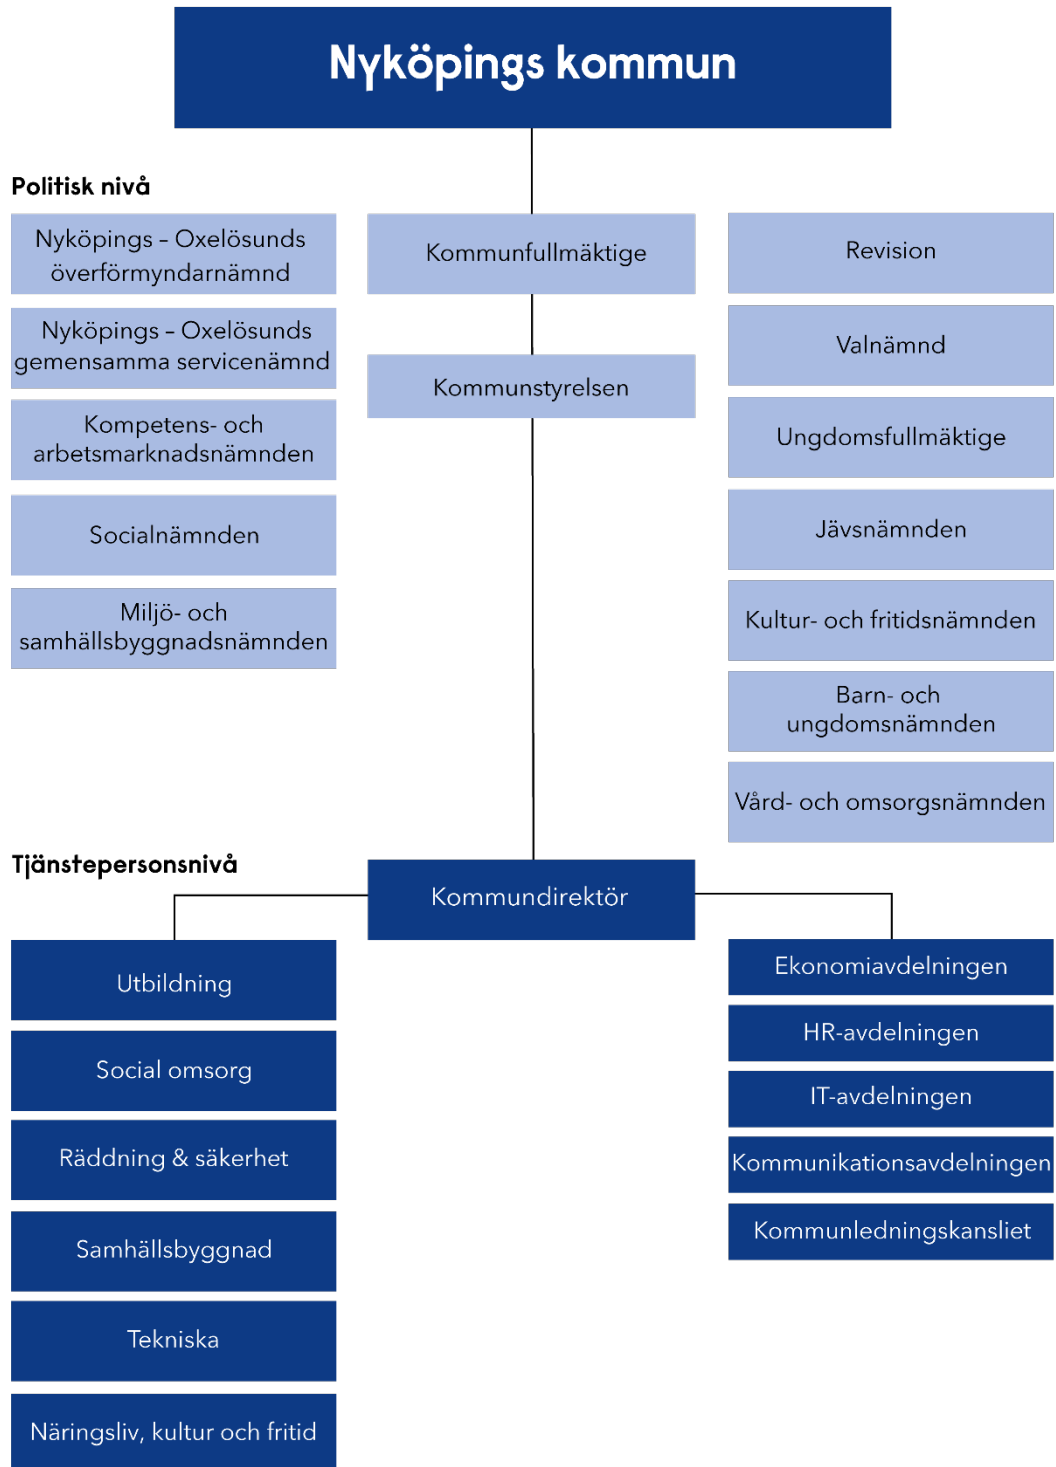 Nyköpings kommun
Politisk nivå
Nyköpings – Oxelösunds
överförmyndarnämnd
Nyköpings – Oxelösunds
gemensamma servicenämnd
Kompetens- och
arbetsmarknadsnämnden
Socialnämnden
Miljö- och
samhällsbyggnadsnämnden
Kommunfullmäktige
Kommunstyrelsen
Revision
Valnämnd
Ungdomsfullmäktige
Jävsnämnden
Kultur- och fritidsnämnden
Barn- och
ungdomsnämnden
Vård- och omsorgsnämnden
Tjänstepersonsnivå
Kommundirektör
Utbildning
Social omsorg
Räddning & säkerhet
Samhällsbyggnad
Tekniska
Näringsliv, kultur och fritid
Ekonomiavdelningen
HR-avdelningen
IT-avdelningen
Kommunikationsavdelningen
Kommunledningskansliet